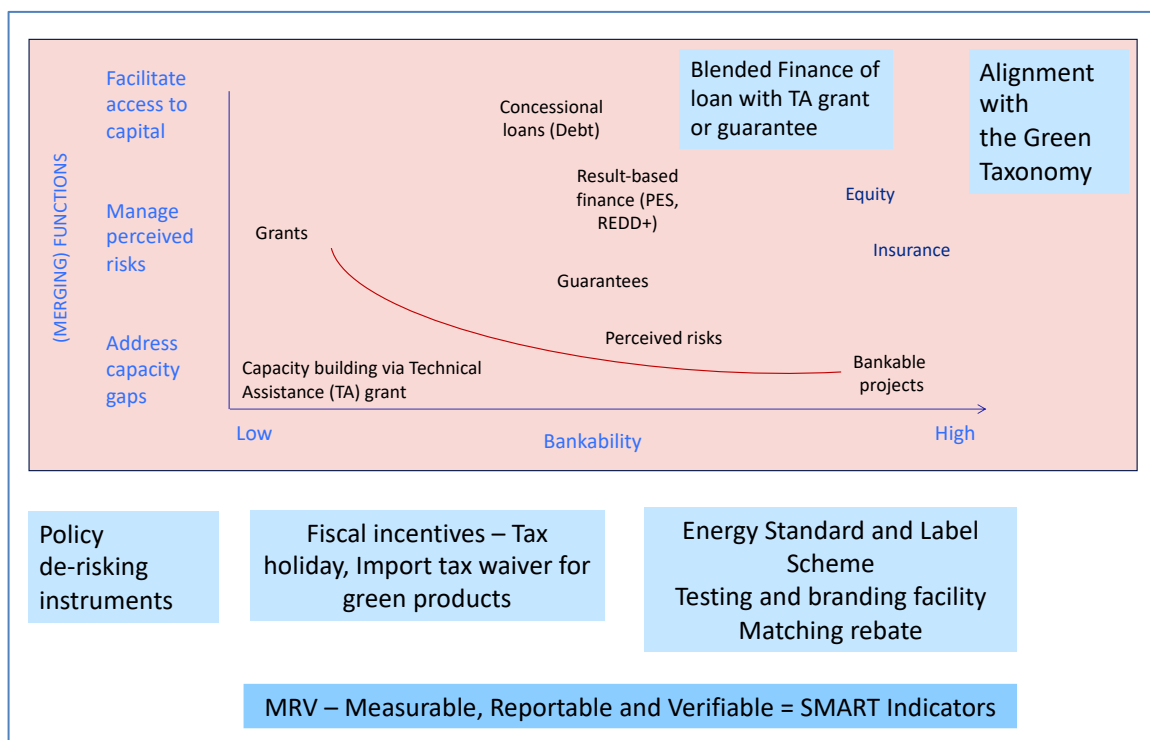 Facilitate
access to
capital
Manage
perceived
risks
Address
capacity
gaps
(MERGING) FUNCTIONS
Concessional
loans (Debt)
Blended Finance of
loan with TA grant
or guarantee
Alignment
with
the Green
Taxonomy
Result-based
finance (PES,
REDD+)
Equity
Grants
Insurance
Guarantees
Perceived risks
Capacity building via Technical
Assistance (TA) grant
Bankable
projects
Low
Bankability
High
Policy
de-risking
instruments
Fiscal incentives – Tax
holiday, Import tax waiver for
green products
Energy Standard and Label
Scheme
Testing and branding facility
Matching rebate
MRV – Measurable, Reportable and Verifiable = SMART Indicators